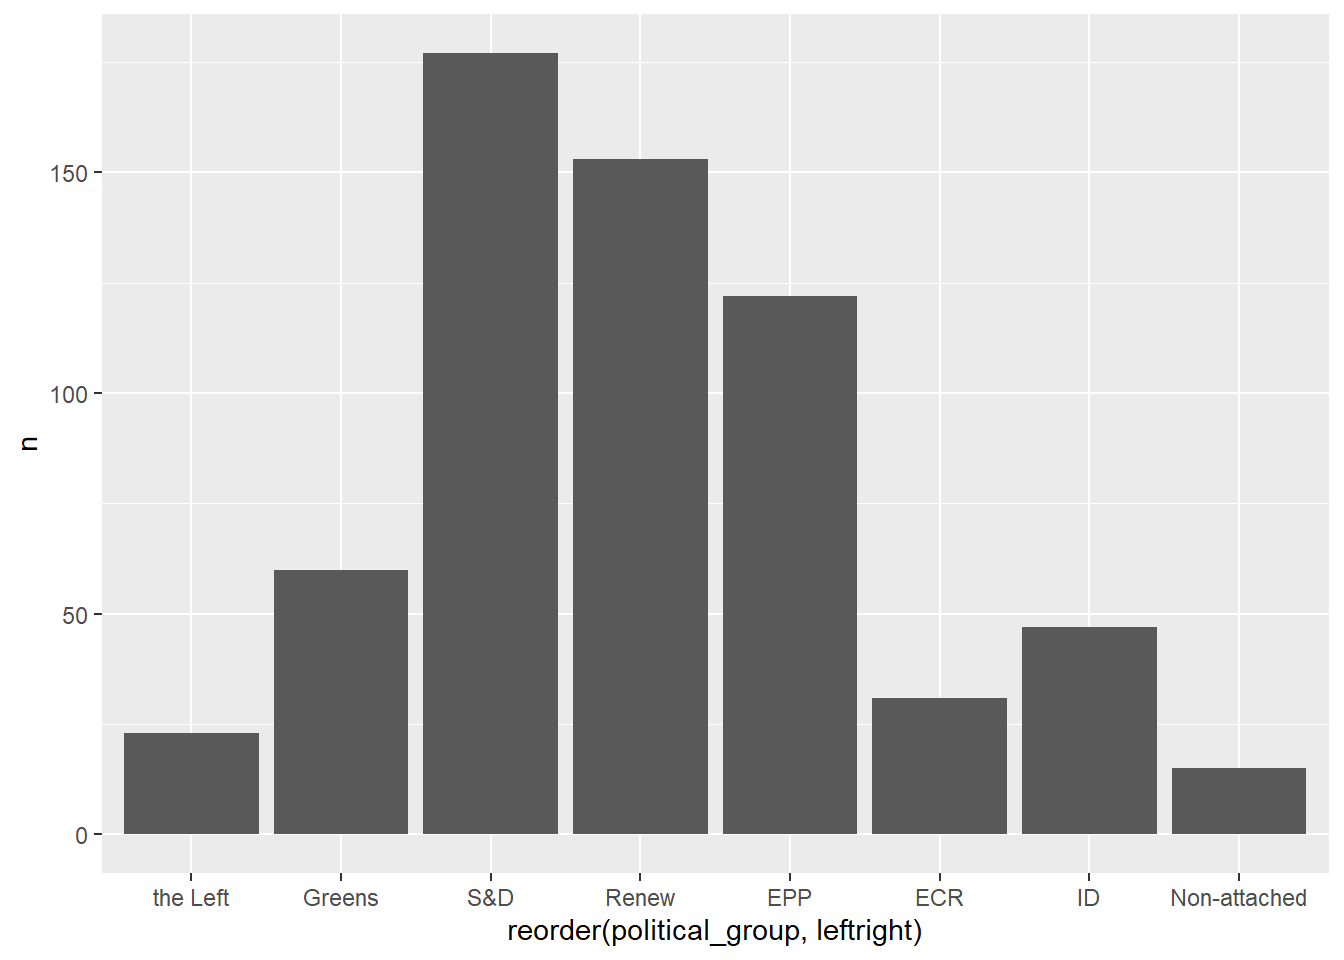 150
100
50
0
n
the Left Greens S&D Renew EPP ECR ID Non-attached
reorder(political_group, leftright)